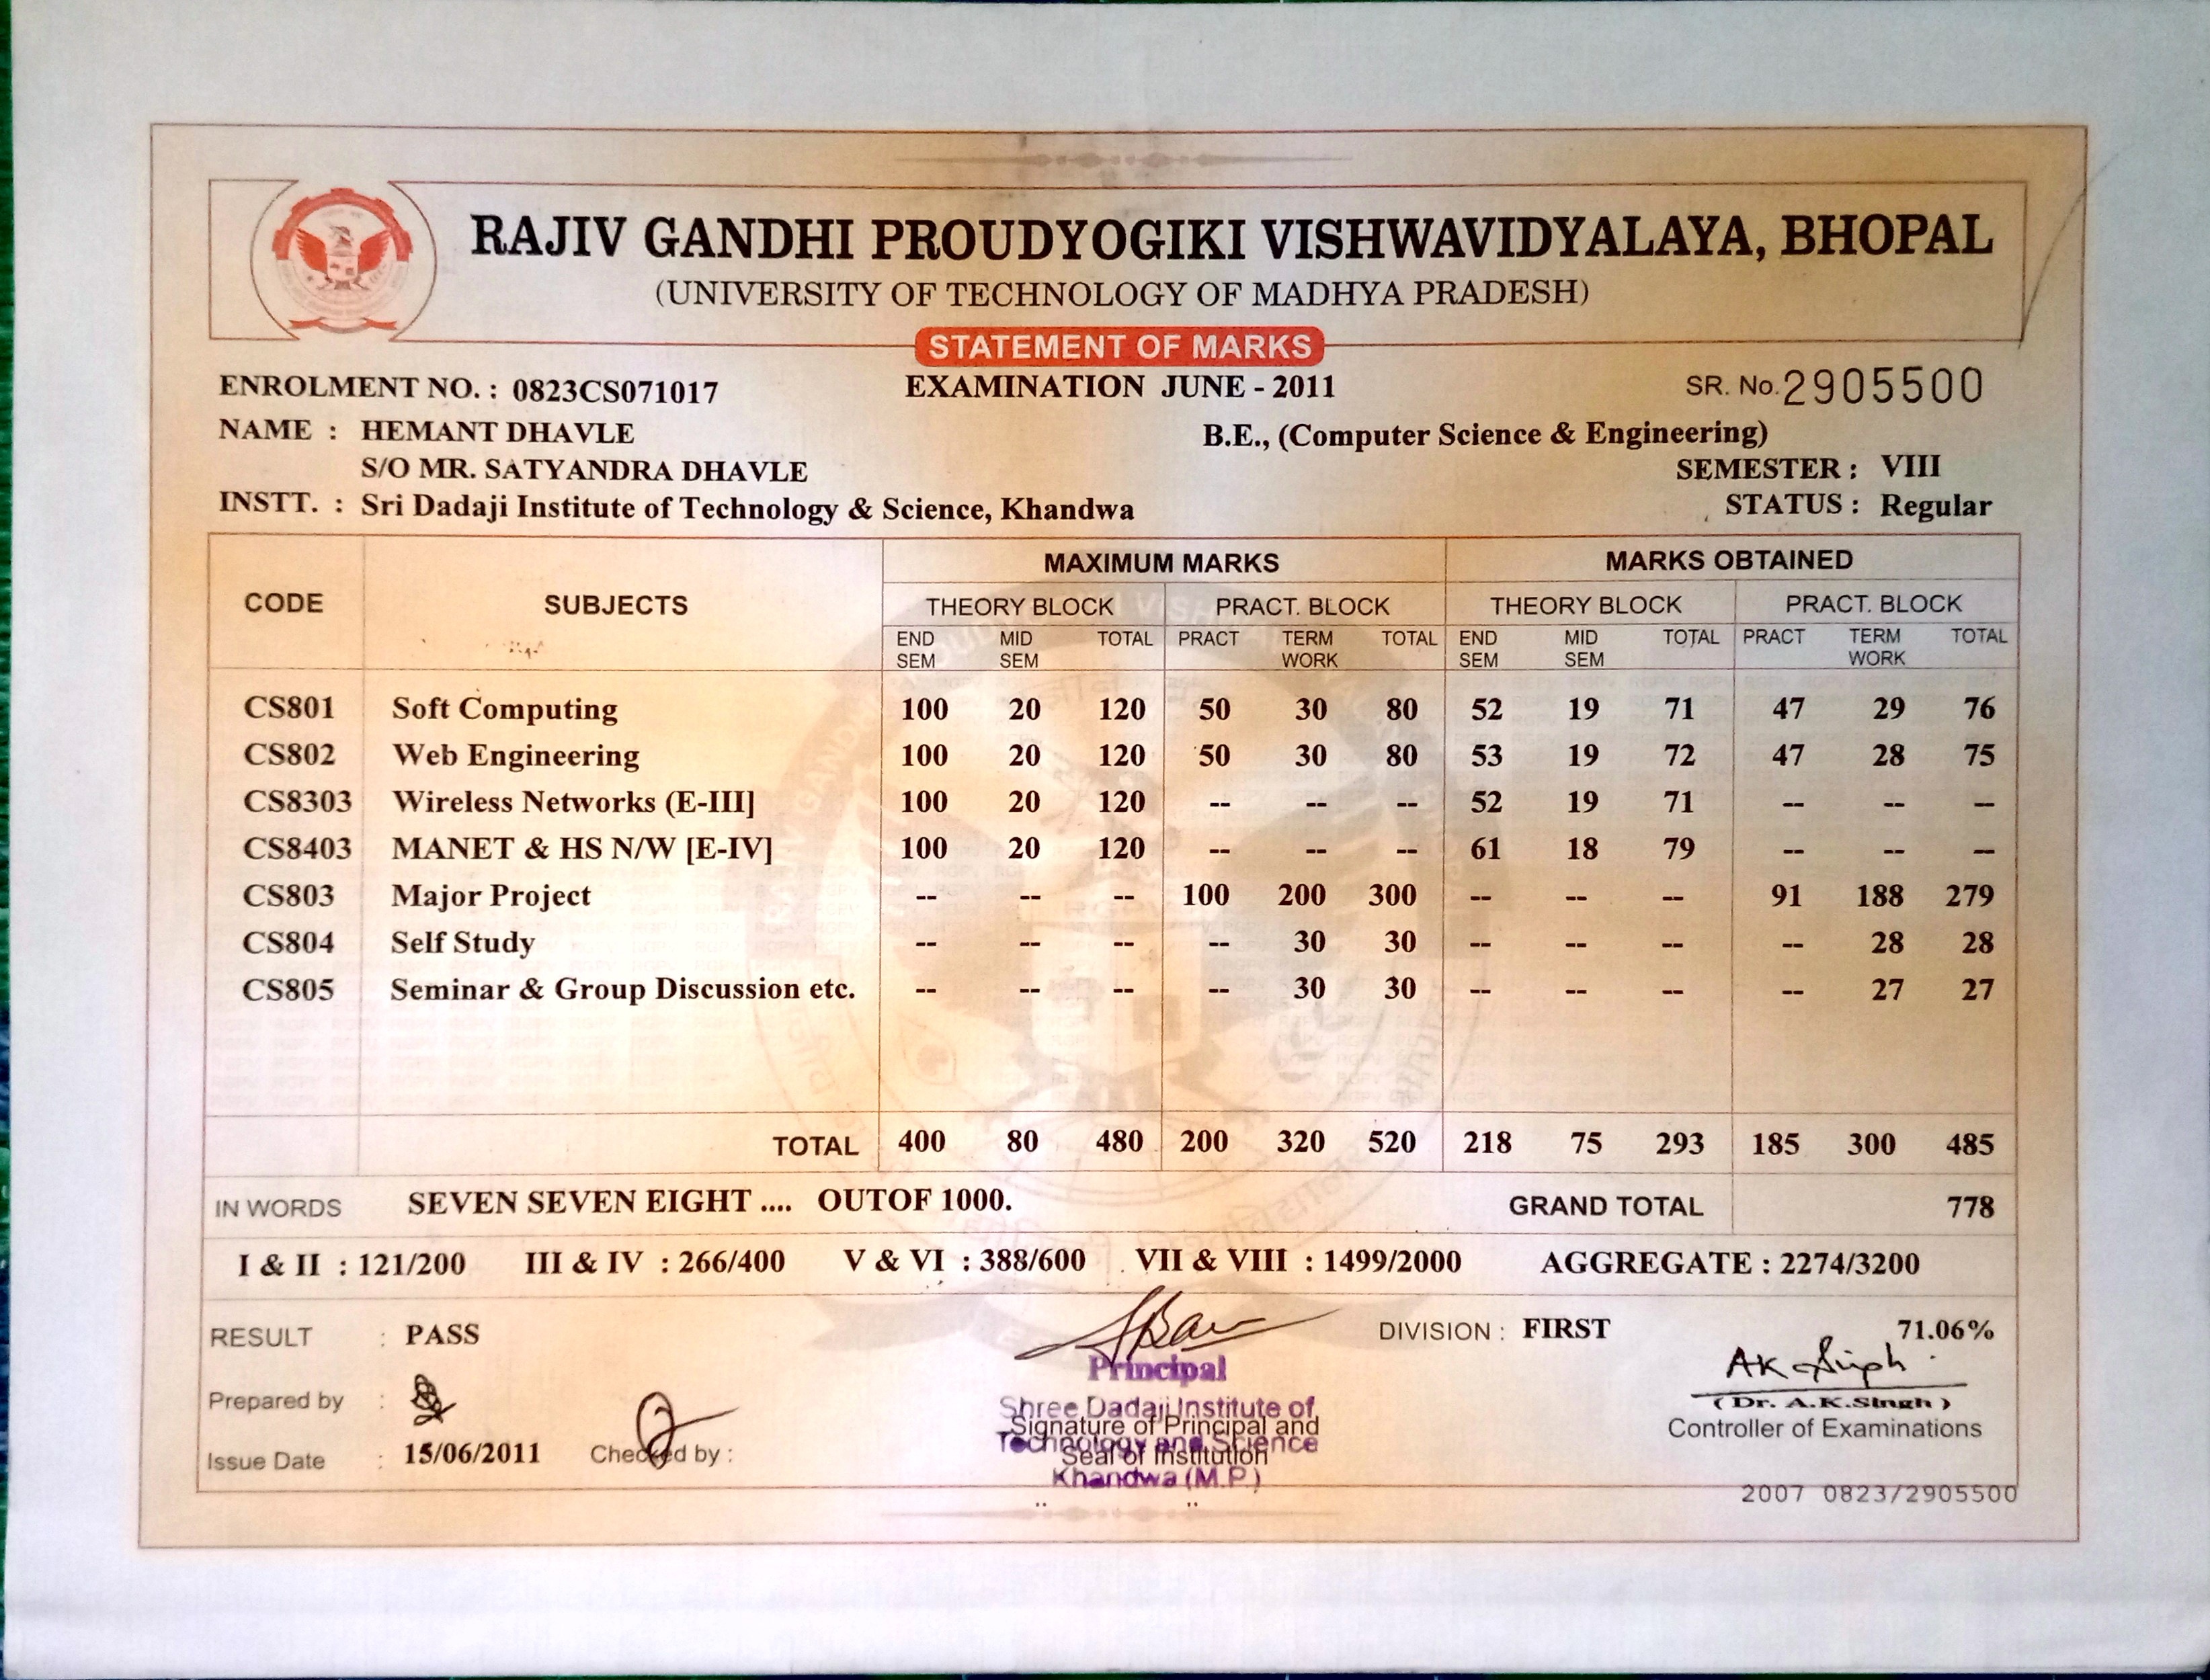 RAJIV GANDHI PROUDYOGIKI VISHWAVIDYALAYA, BHOPAL
(UNIVERSITY OF TECHNOLOGY OF MADHYA PRADESH)
STATEMENT OF MARKS
ENROLMENT NO. : 0823CS071017 EXAMINATION JUNE - 2011 SR. No. 2905500
NAME : HEMANT DHAVLE B.E., (Computer Science & Engineering)
S/O MR. SATYANDRA DHAVLE SEMESTER : VIII
INSTT. : Sri Dadaji Institute of Technology & Science, Khandwa STATUS : Regular
MAXIMUM MARKS MARKS OBTAINED
CODE SUBJECTS THEORY BLOCK PRACT. BLOCK THEORY BLOCK PRACT. BLOCK
END SEM MID SEM TOTAL PRACT TERM WORK TOTAL END SEM MID SEM TOTAL PRACT TERM WORK TOTAL
CS801 Soft Computing 100 20 120 50 30 80 52 19 71 47 29 76
CS802 Web Engineering 100 20 120 50 30 80 53 19 72 47 28 75
CS8303 Wireless Networks (E-III] 100 20 120 -- -- -- 52 19 71 -- -- --
CS8403 MANET & HS N/W [E-IV] 100 20 120 -- -- -- 61 18 79 -- -- --
CS803 Major Project -- -- -- 100 200 300 -- -- -- 91 188 279
CS804 Self Study -- -- -- -- 30 30 -- -- -- -- 28 28
CS805 Seminar & Group Discussion etc. -- -- -- -- 30 30 -- -- -- -- 27 27
TOTAL 400 80 480 200 320 520 218 75 293 185 300 485
IN WORDS SEVEN SEVEN EIGHT .... OUTOF 1000. GRAND TOTAL 778
I & II : 121/200 III & IV : 266/400 V & VI : 388/600 VII & VIII : 1499/2000 AGGREGATE : 2274/3200
RESULT : PASS DIVISION : FIRST 71.06%
Principal
AK Singh
Prepared by :
Shree Dadaji Institute of
Technology and Science
Khandwa (M.P.)
Signature of Principal and
Seal of Institution
(Dr. A.K.Singh)
Controller of Examinations
Issue Date : 15/06/2011 Checked by :
2007 0823/2905500